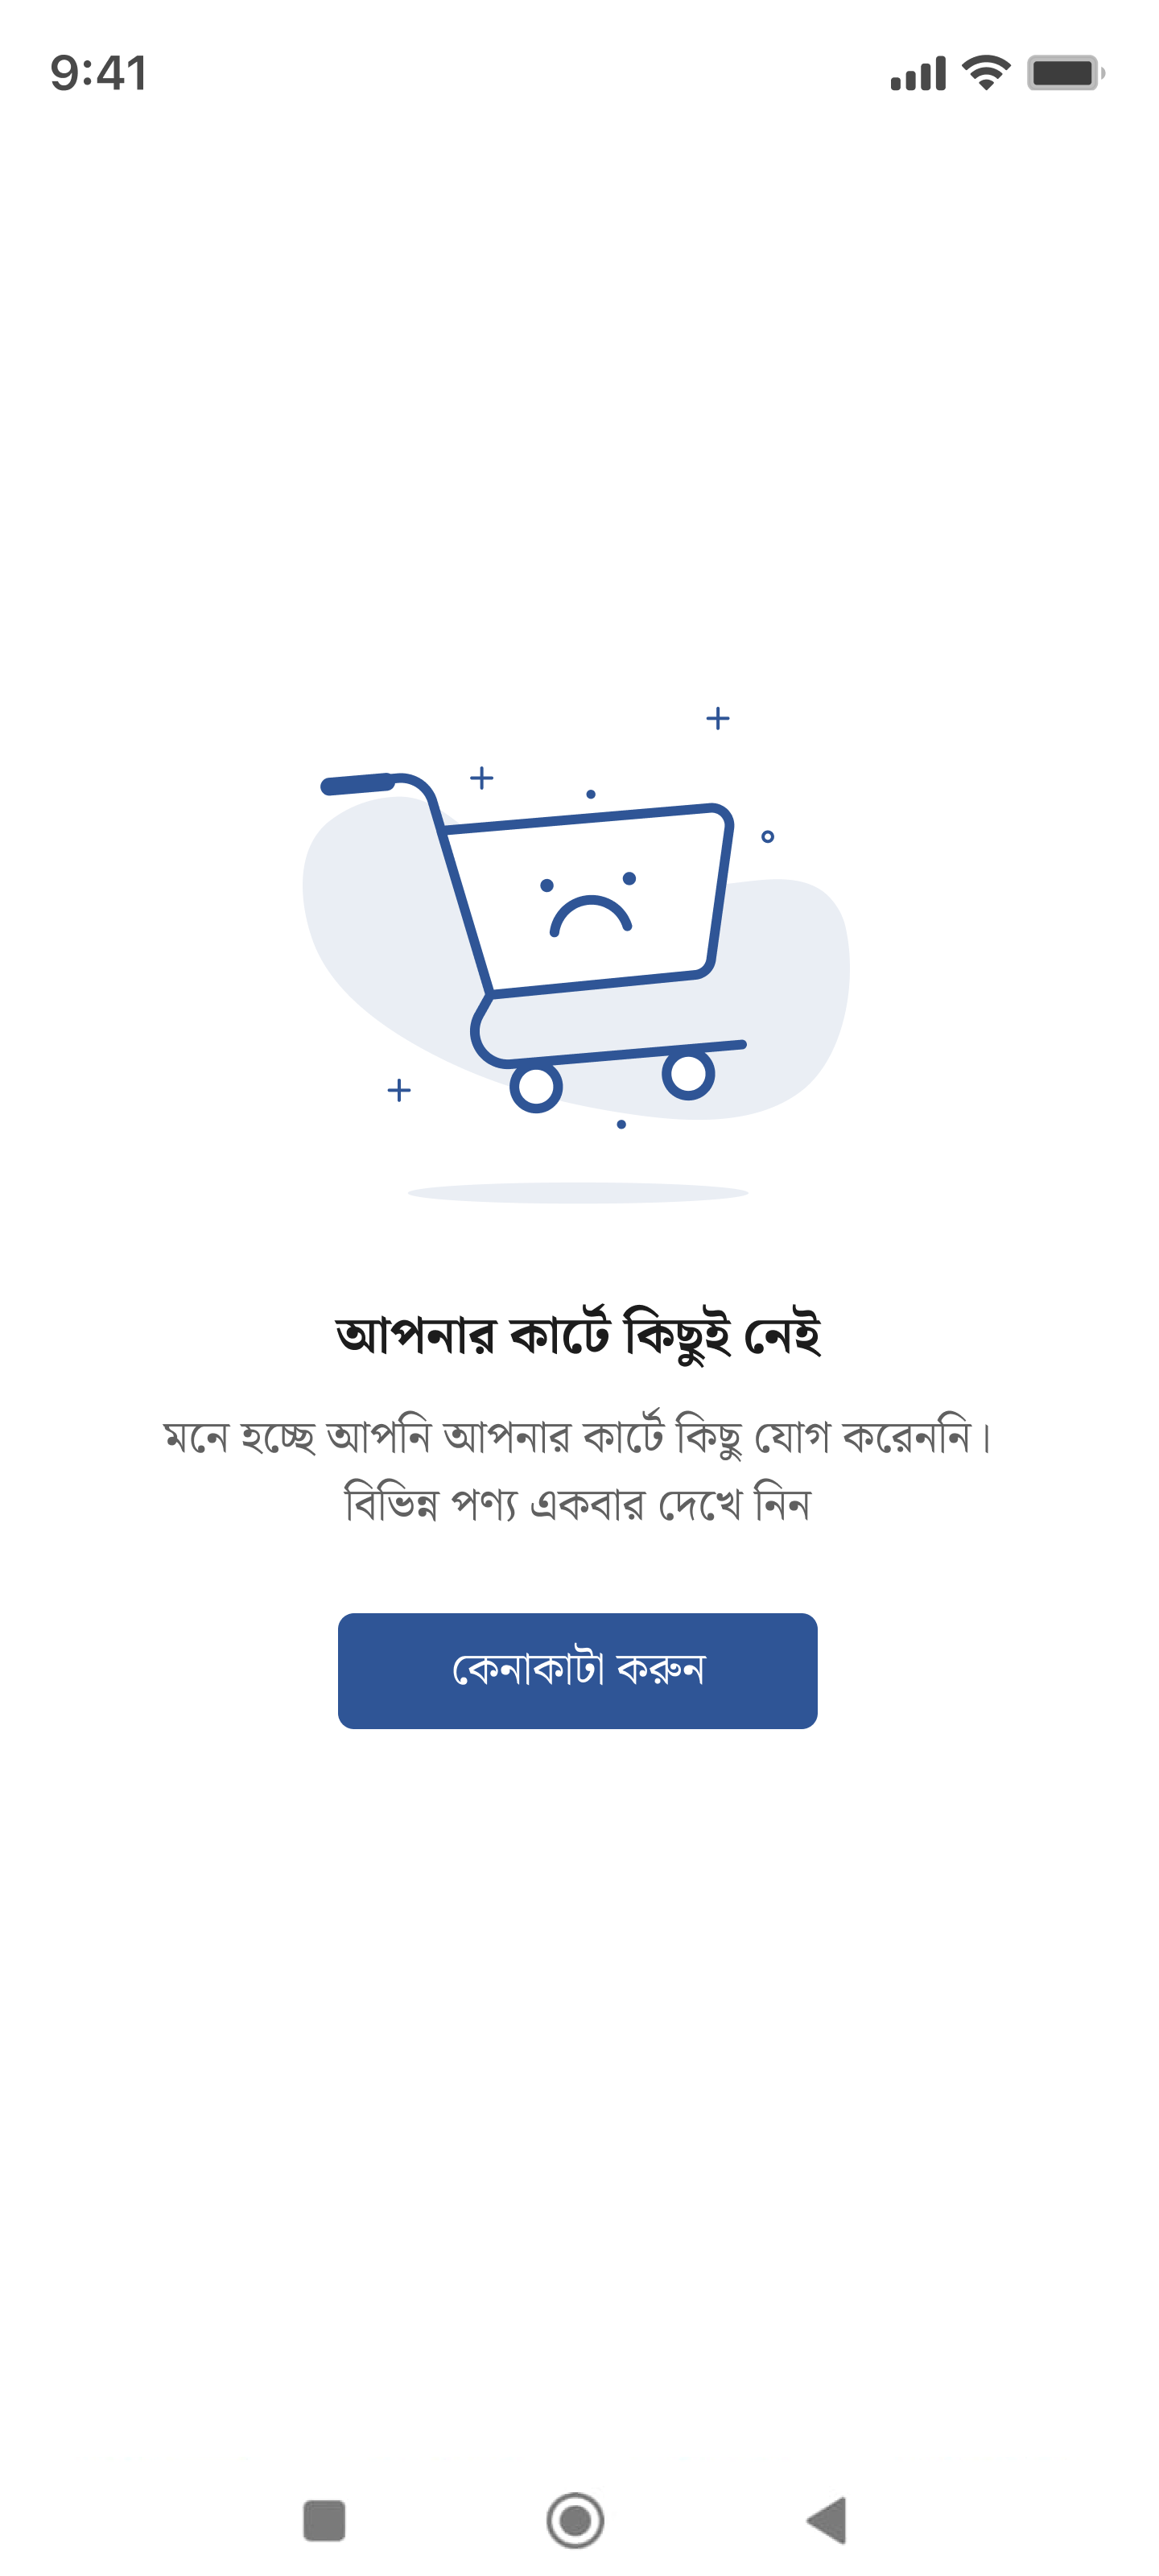 9:41
আপনার কার্টে কিছুই নেই
মনে হচ্ছে আপনি আপনার কার্টে কিছু যোগ করেননি।
বিভিন্ন পণ্য একবার দেখে নিন
কেনাকাটা করুন